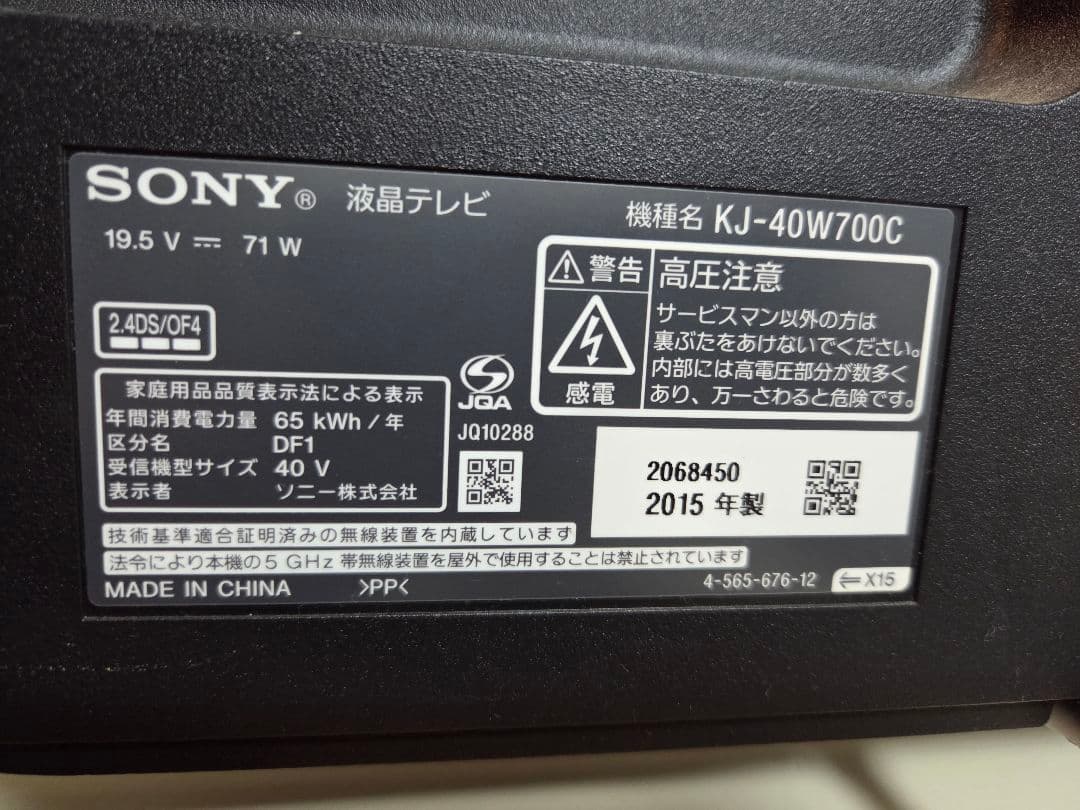 SONY® 液晶テレビ
機種名 KJ-40W700C
19.5 V ⎓ 71 W
警告
高圧注意
サービスマン以外の方は
裏ぶたをあけないでください。
内部には高電圧部分が数多く
あり、万一さわると危険です。
感電
2.4DS/OF4
家庭用品品質表示法による表示
年間消費電力量 65 kWh / 年
区分名 DF1
受信機型サイズ 40 V
表示者 ソニー株式会社
JQA
JQ10288
2068450
2015 年製
技術基準適合証明済みの無線装置を内蔵しています
法令により本機の5 GHz 帯無線装置を屋外で使用することは禁止されています
MADE IN CHINA >PP<
4-565-676-12 ⇐ X15